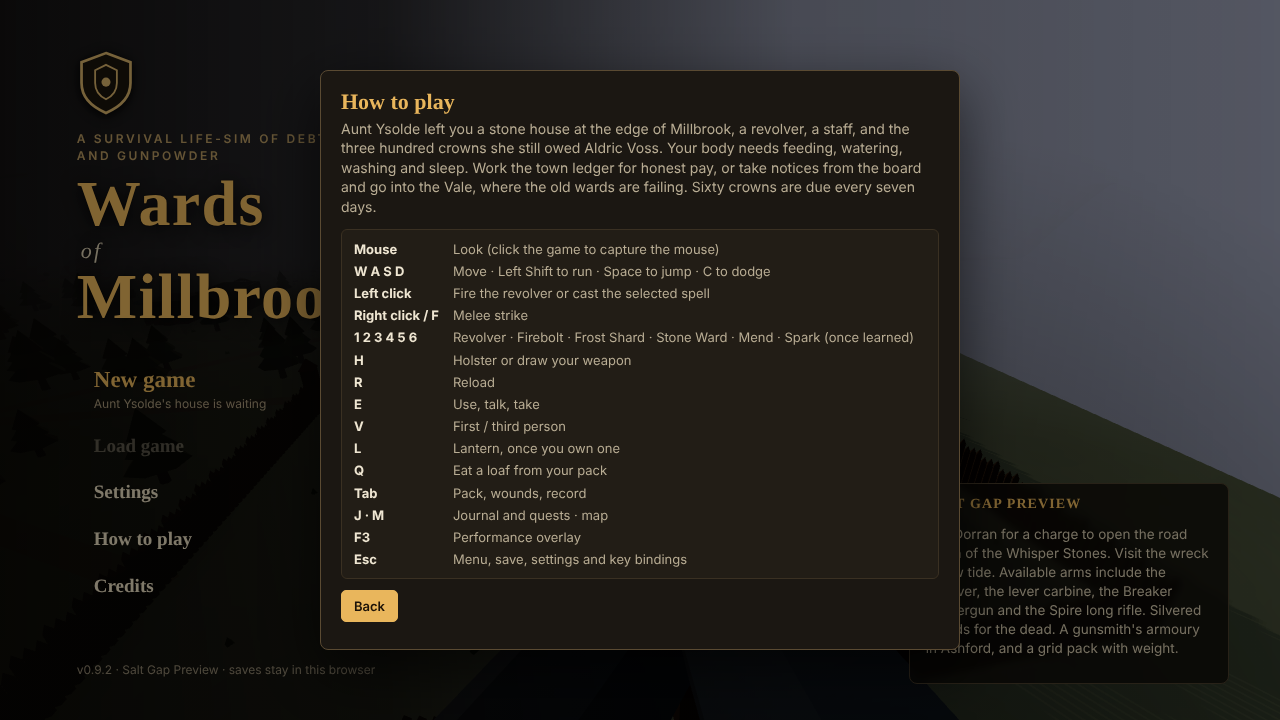 A SURVIVAL LIFE-SIM OF DEBT
AND GUNPOWDER
Wards
of
Millbroo
New game
Aunt Ysolde's house is waiting
Load game
Settings
How to play
Credits
v0.9.2 · Salt Gap Preview · saves stay in this browser
How to play
Aunt Ysolde left you a stone house at the edge of Millbrook, a revolver, a staff, and the
three hundred crowns she still owed Aldric Voss. Your body needs feeding, watering,
washing and sleep. Work the town ledger for honest pay, or take notices from the board
and go into the Vale, where the old wards are failing. Sixty crowns are due every seven
days.
Mouse Look (click the game to capture the mouse)
W A S D Move · Left Shift to run · Space to jump · C to dodge
Left click Fire the revolver or cast the selected spell
Right click / F Melee strike
1 2 3 4 5 6 Revolver · Firebolt · Frost Shard · Stone Ward · Mend · Spark (once learned)
H Holster or draw your weapon
R Reload
E Use, talk, take
V First / third person
L Lantern, once you own one
Q Eat a loaf from your pack
Tab Pack, wounds, record
J · M Journal and quests · map
F3 Performance overlay
Esc Menu, save, settings and key bindings
Back
GAP PREVIEW
Dorran for a charge to open the road
of the Whisper Stones. Visit the wreck
tide. Available arms include the
the lever carbine, the Breaker
and the Spire long rifle. Silvered
for the dead. A gunsmith's armoury
in Ashford, and a grid pack with weight.